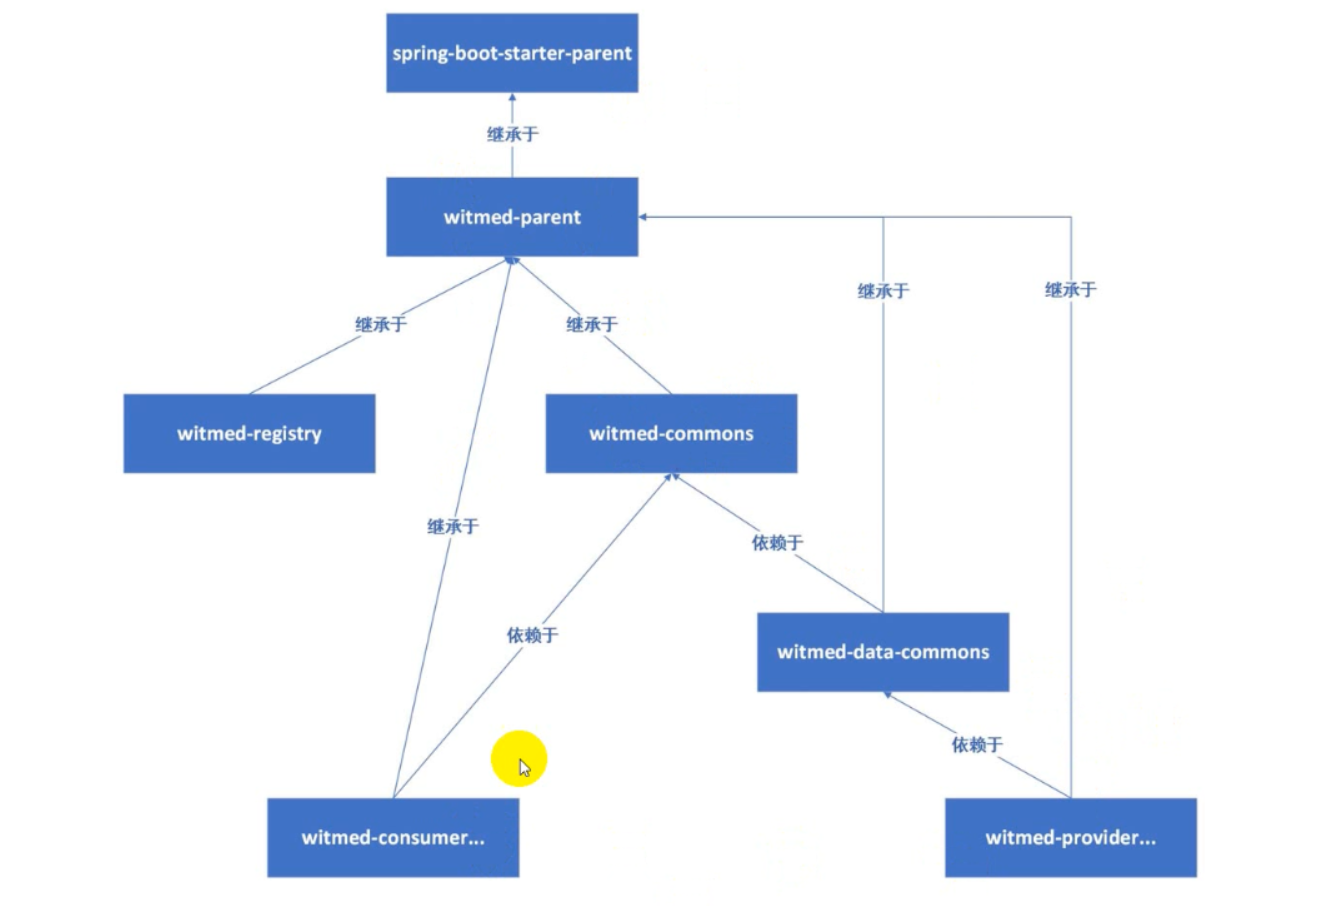 spring-boot-starter-parent
继承于
witmed-parent
继承于
继承于
继承于
继承于
witmed-registry
witmed-commons
继承于
依赖于
依赖于
witmed-data-commons
依赖于
witmed-consumer...
witmed-provider...